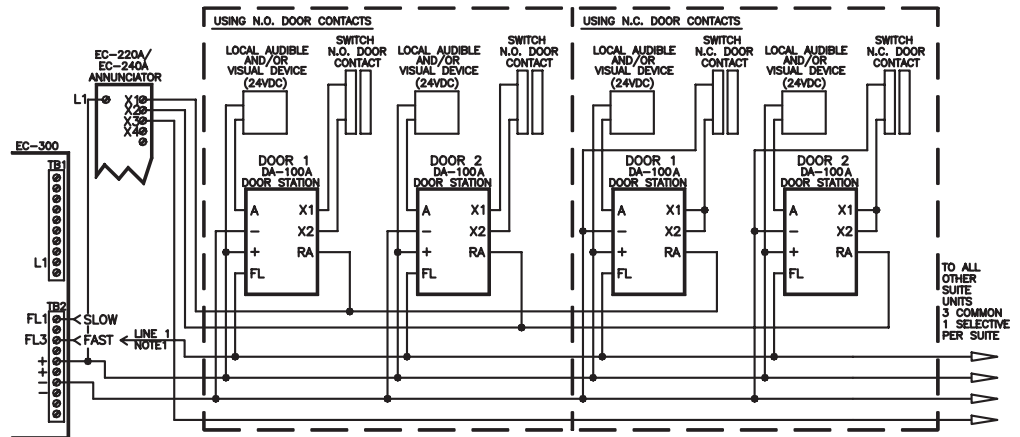 USING N.O. DOOR CONTACTS
USING N.C. DOOR CONTACTS
EC-220A/
EC-240A
ANNUNCIATOR
L1
X1
X2
X3
X4
LOCAL AUDIBLE
AND/OR
VISUAL DEVICE
(24VDC)
SWITCH
N.O. DOOR
CONTACT
LOCAL AUDIBLE
AND/OR
VISUAL DEVICE
(24VDC)
SWITCH
N.O. DOOR
CONTACT
LOCAL AUDIBLE
AND/OR
VISUAL DEVICE
(24VDC)
SWITCH
N.C. DOOR
CONTACT
LOCAL AUDIBLE
AND/OR
VISUAL DEVICE
(24VDC)
SWITCH
N.C. DOOR
CONTACT
EC-300
TB1
L1
TB2
FL1 SLOW
FL3 FAST
LINE 1
NOTE1
+
+
-
-
DOOR 1
DA-100A
DOOR STATION
A X1
- X2
+ RA
FL
DOOR 2
DA-100A
DOOR STATION
A X1
- X2
+ RA
FL
DOOR 1
DA-100A
DOOR STATION
A X1
- X2
+ RA
FL
DOOR 2
DA-100A
DOOR STATION
A X1
- X2
+ RA
FL
TO ALL
OTHER
SUITE
UNITS
3 COMMON
1 SELECTIVE
PER SUITE